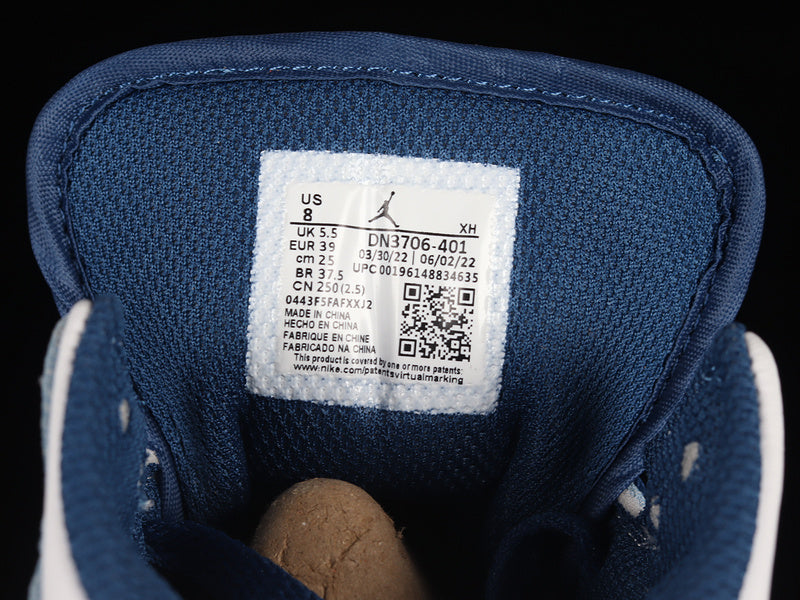 US
8
XH
UK 5.5
EUR 39
cm 25
BR 37.5
CN 250(2.5)
DN3706-401
03/30/22 | 06/02/22
UPC00196148834635
0443F5FAFXXJ2
MADE IN CHINA
HECHO EN CHINA
FABRIQUE EN CHINE
FABRICADO NA CHINA
This product is covered by one or more patents:
www.nike.com/patentsvirtualmarking